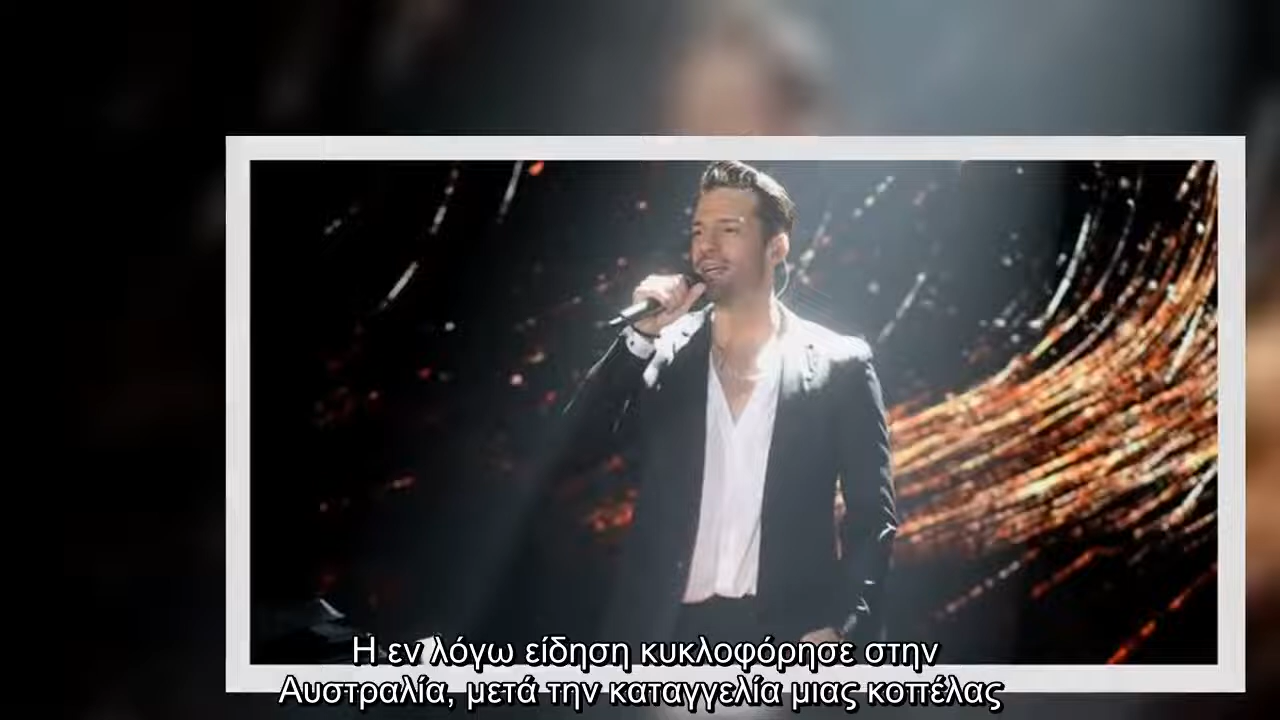 Η εν λόγω είδηση κυκλοφόρησε στην
Αυστραλία, μετά την καταγγελία μιας κοπέλας